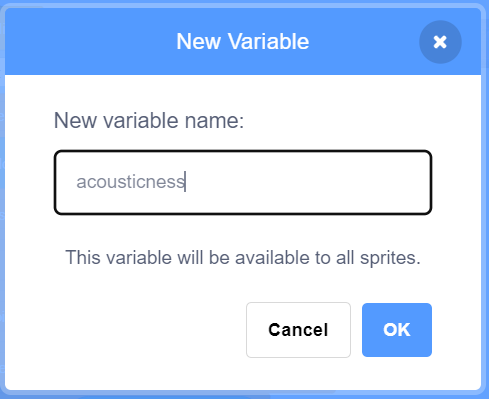 New Variable
New variable name:
acousticness
This variable will be available to all sprites.
Cancel
OK